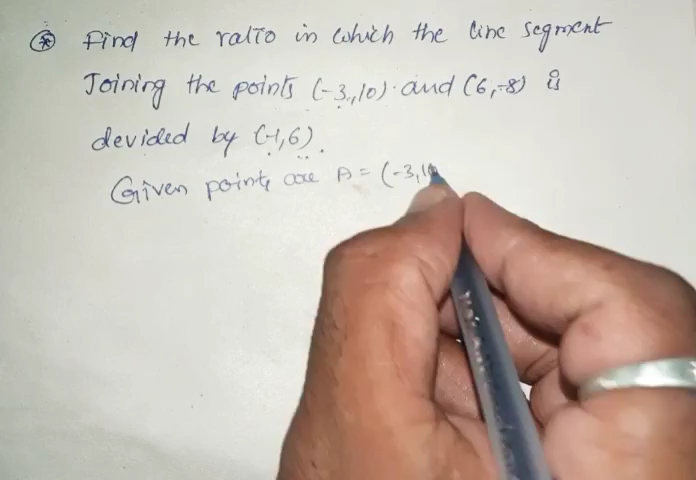 * Find the ratio in which the line segment
Joining the points (-3,10) and (6,-8) is
devided by (-1,6).
Given points are A = (-3,10